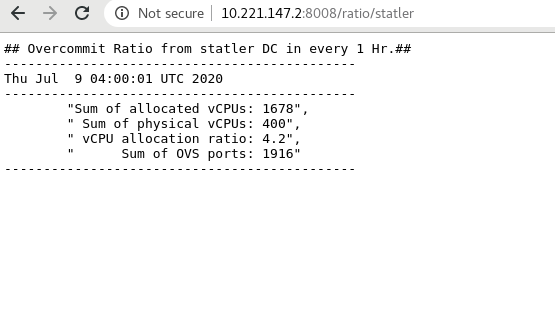 Not secure 10.221.147.2:8008/ratio/statler
## Overcommit Ratio from statler DC in every 1 Hr.##
---------------------------------------------
Thu Jul  9 04:00:01 UTC 2020
---------------------------------------------
        "Sum of allocated vCPUs: 1678",
        " Sum of physical vCPUs: 400",
        " vCPU allocation ratio: 4.2",
        "      Sum of OVS ports: 1916"
---------------------------------------------